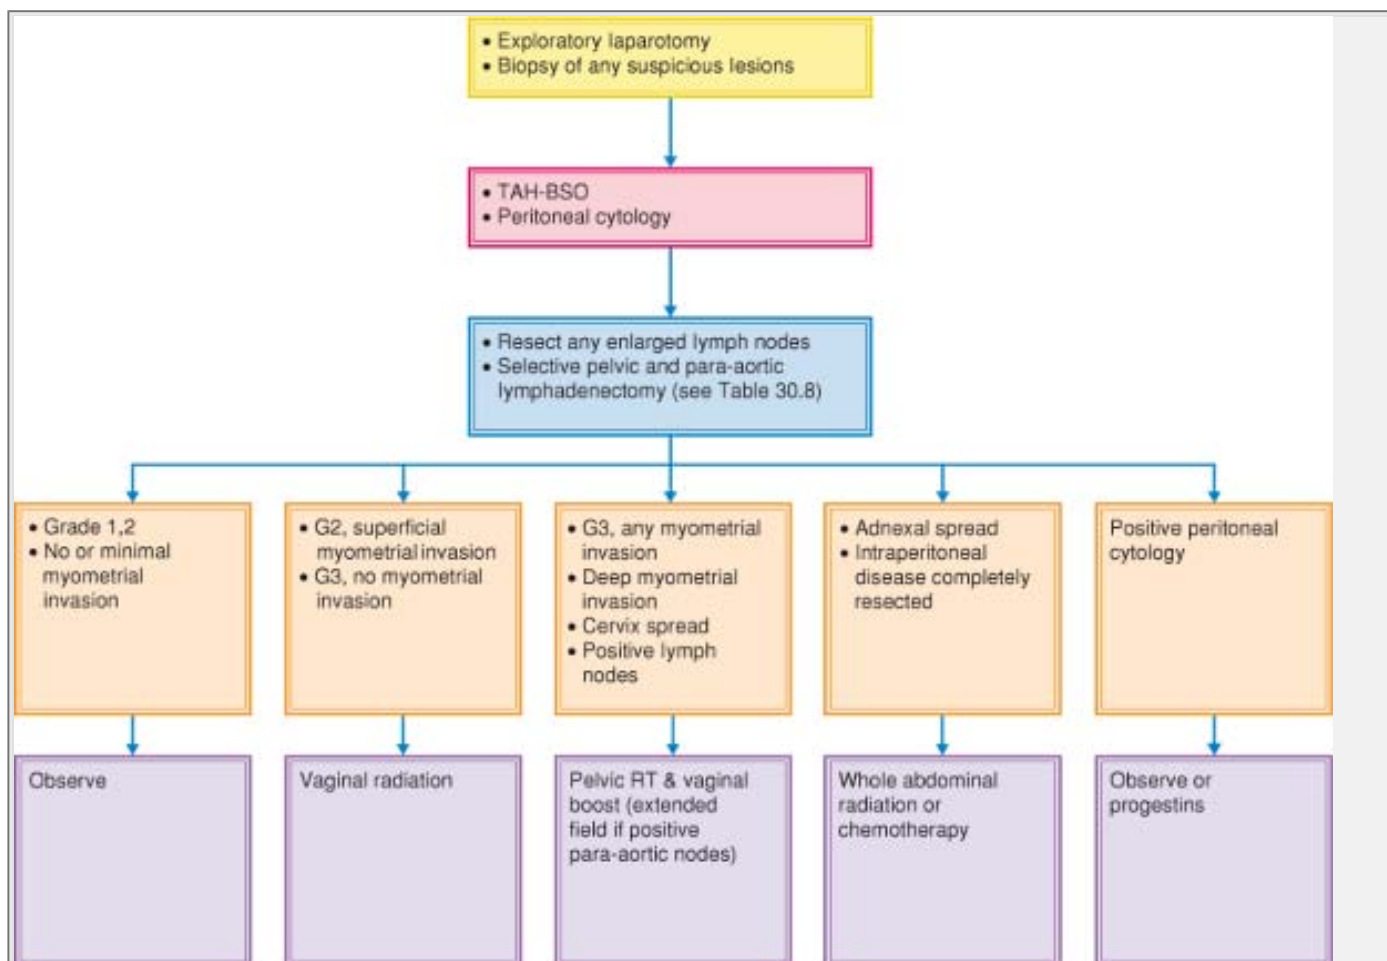 • Exploratory laparotomy
• Biopsy of any suspicious lesions
• TAH-BSO
• Peritoneal cytology
• Resect any enlarged lymph nodes
• Selective pelvic and para-aortic
lymphadenectomy (see Table 30.8)
• Grade 1,2
• No or minimal
myometrial
invasion
• G2, superficial
myometrial invasion
• G3, no myometrial
invasion
• G3, any myometrial
invasion
• Deep myometrial
invasion
• Cervix spread
• Positive lymph
nodes
• Adnexal spread
• Intraperitoneal
disease completely
resected
Positive peritoneal
cytology
Observe
Vaginal radiation
Pelvic RT & vaginal
boost (extended
field if positive
para-aortic nodes)
Whole abdominal
radiation or
chemotherapy
Observe or
progestins